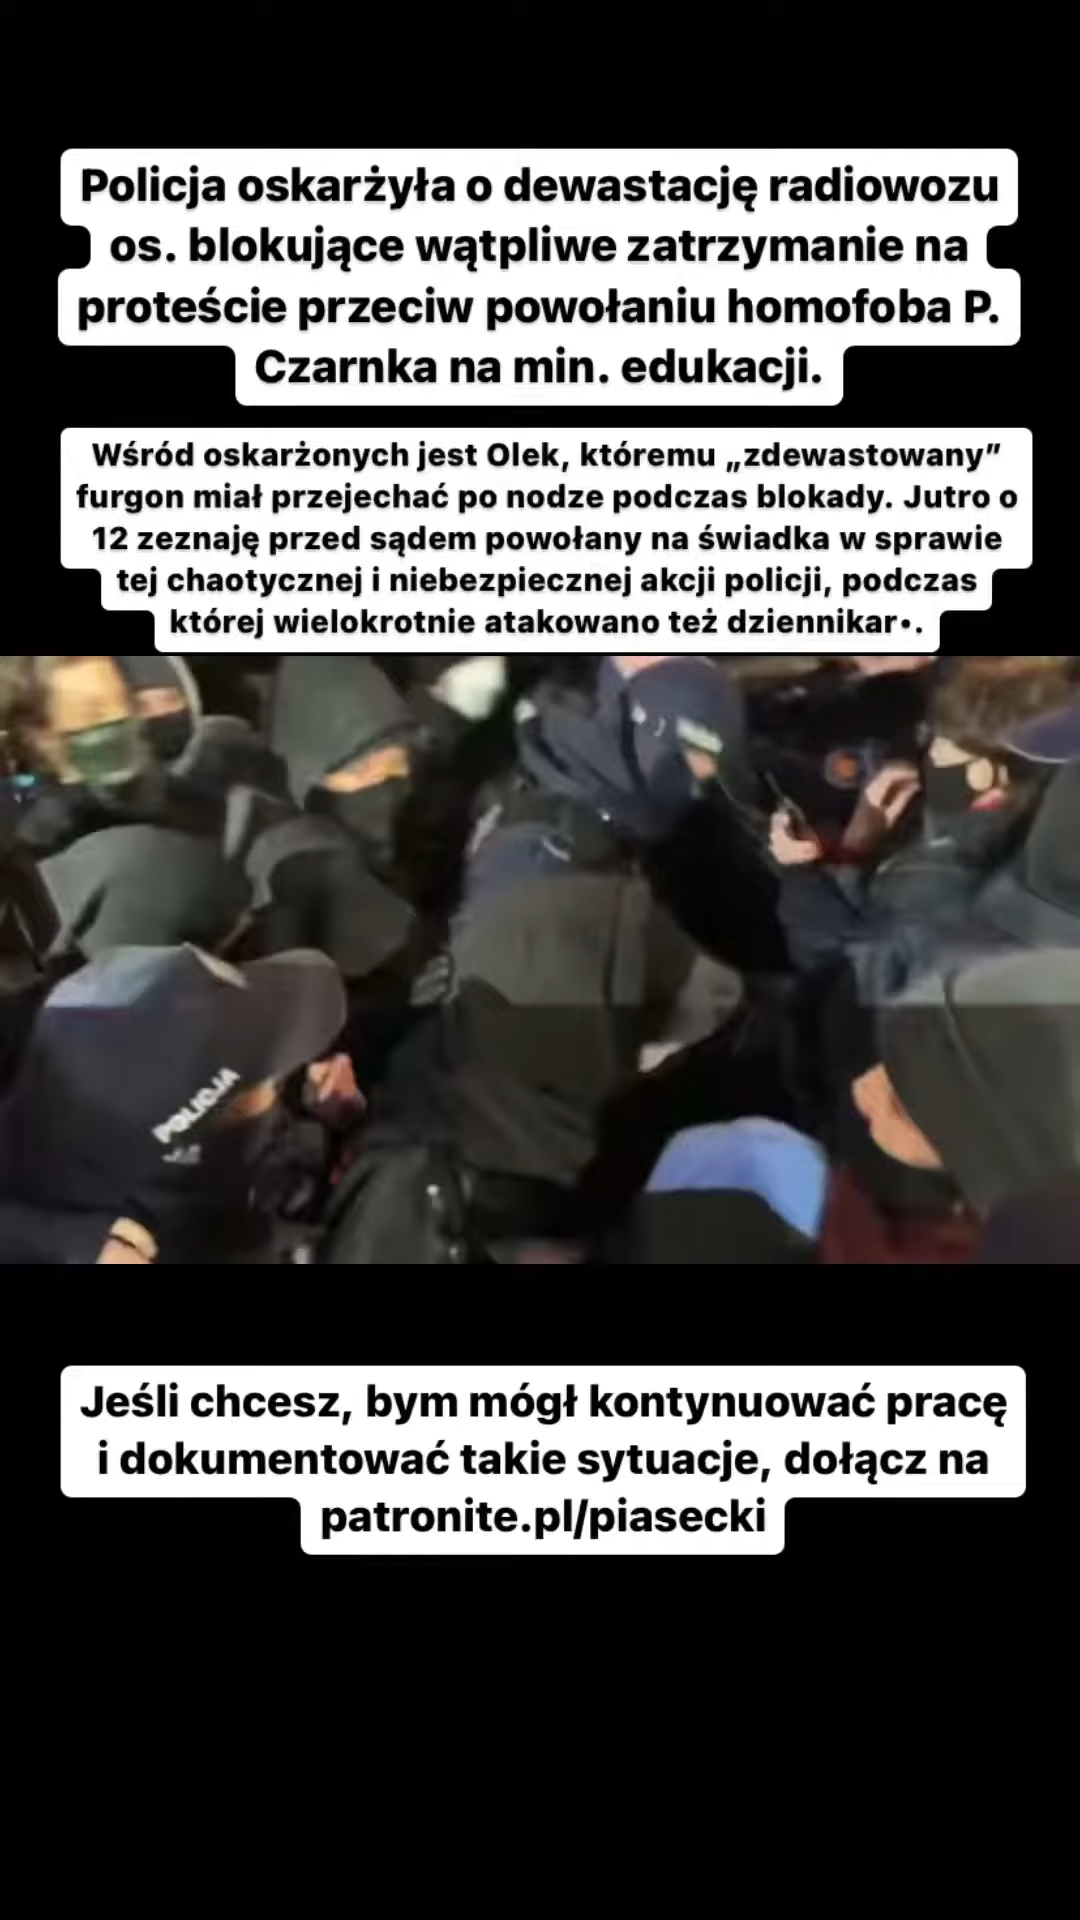 Policja oskarżyła o dewastację radiowozu
os. blokujące wątpliwe zatrzymanie na
proteście przeciw powołaniu homofoba P.
Czarnka na min. edukacji.
Wśród oskarżonych jest Olek, któremu „zdewastowany”
furgon miał przejechać po nodze podczas blokady. Jutro o
12 zeznaję przed sądem powołany na świadka w sprawie
tej chaotycznej i niebezpiecznej akcji policji, podczas
której wielokrotnie atakowano też dziennikar•.
POLICJA
Jeśli chcesz, bym mógł kontynuować pracę
i dokumentować takie sytuacje, dołącz na
patronite.pl/piasecki